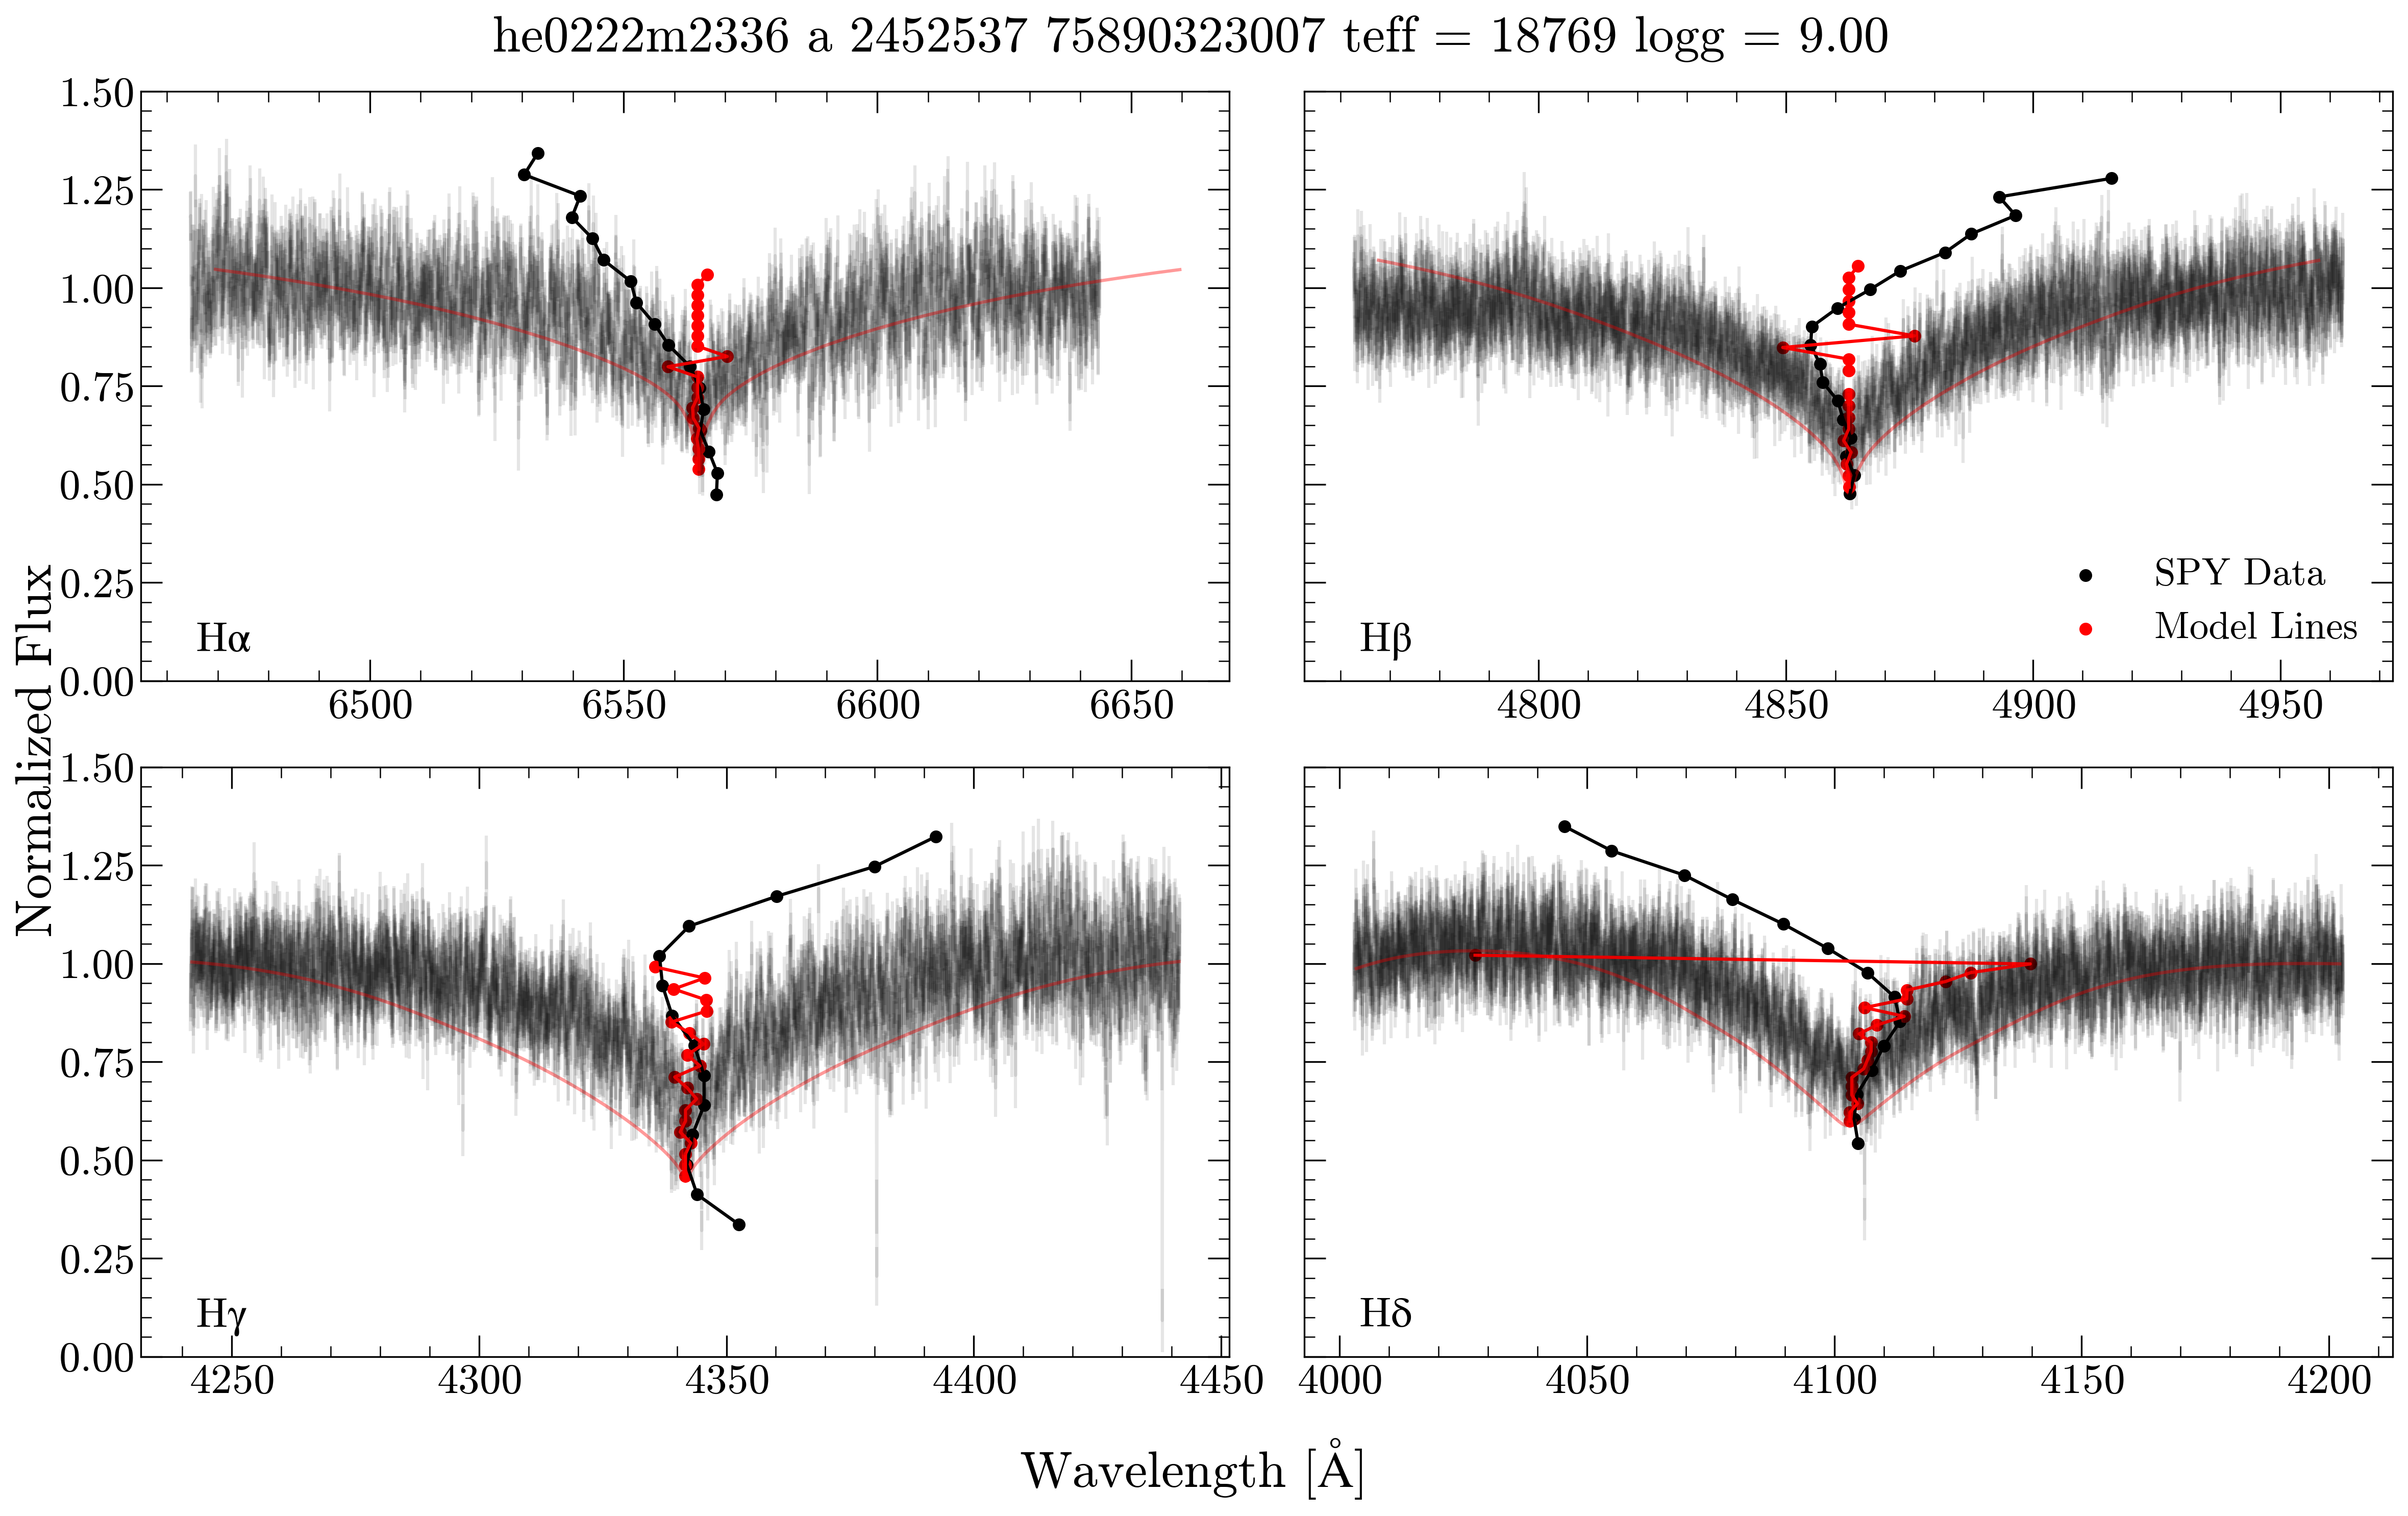 he0222m2336 a 2452537 75890323007 teff = 18769 logg = 9.00
Normalized Flux
1.50
1.25
1.00
0.75
0.50
0.25
0.00
Hα
6500 6550 6600 6650
Hβ
SPY Data
Model Lines
4800 4850 4900 4950
1.50
1.25
1.00
0.75
0.50
0.25
0.00
Hγ
4250 4300 4350 4400 4450
Hδ
4000 4050 4100 4150 4200
Wavelength [Å]